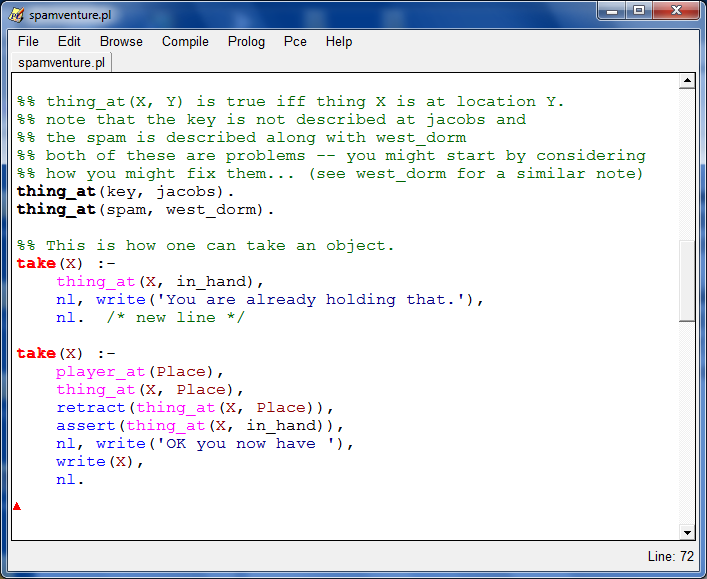 spamventure.pl
File Edit Browse Compile Prolog Pce Help
spamventure.pl
%% thing_at(X, Y) is true iff thing X is at location Y.
%% note that the key is not described at jacobs and
%% the spam is described along with west_dorm
%% both of these are problems -- you might start by considering
%% how you might fix them... (see west_dorm for a similar note)
thing_at(key, jacobs).
thing_at(spam, west_dorm).
%% This is how one can take an object.
take(X) :-
    thing_at(X, in_hand),
    nl, write('You are already holding that.'),
    nl.  /* new line */
take(X) :-
    player_at(Place),
    thing_at(X, Place),
    retract(thing_at(X, Place)),
    assert(thing_at(X, in_hand)),
    nl, write('OK you now have '),
    write(X),
    nl.
Line: 72